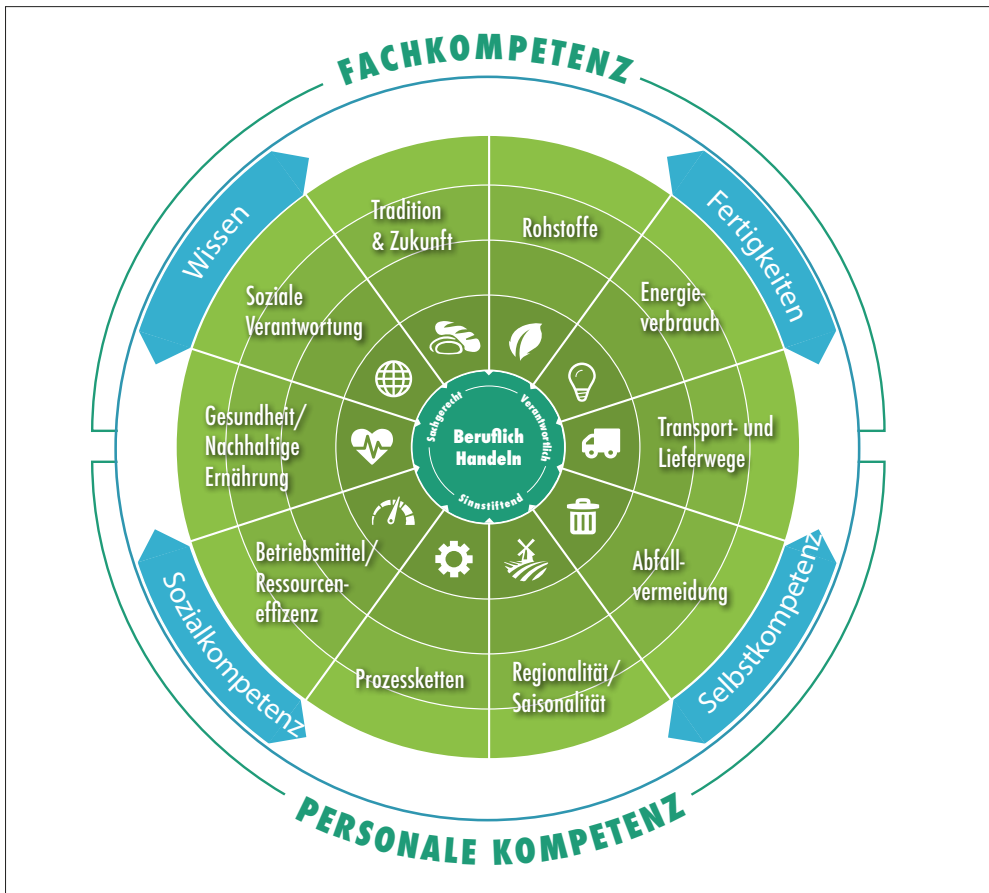 FACHKOMPETENZ
Wissen
Fertigkeiten
Tradition
& Zukunft
Rohstoffe
Soziale
Verantwortung
Energie-
verbrauch
Gesundheit/
Nachhaltige
Ernährung
Sachgerecht
Verantwortlich
Beruflich
Handeln
Sinnstiftend
Transport- und
Lieferwege
Betriebsmittel/
Ressourcen-
effizenz
Abfall-
vermeidung
Prozessketten
Regionalität/
Saisonalität
Sozialkompetenz
Selbstkompetenz
PERSONALE KOMPETENZ